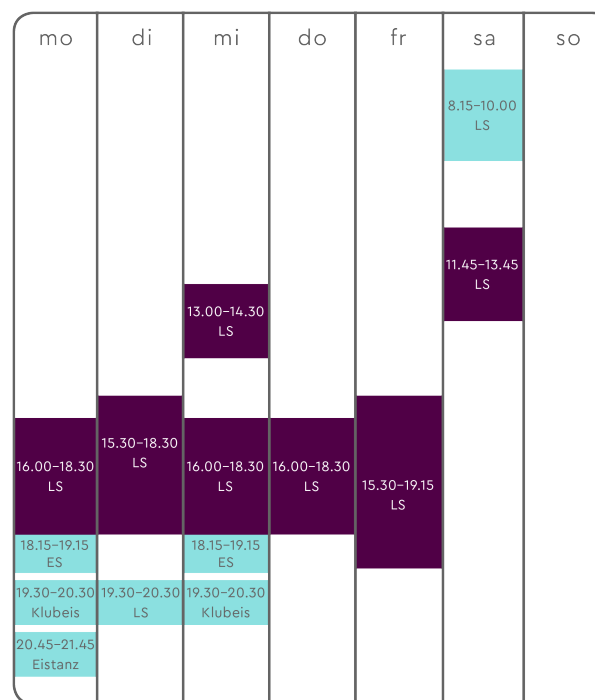 mo
di
mi
do
fr
sa
so
8.15–10.00
LS
11.45–13.45
LS
13.00–14.30
LS
16.00–18.30
LS
15.30–18.30
LS
16.00–18.30
LS
16.00–18.30
LS
15.30–19.15
LS
18.15–19.15
ES
18.15–19.15
ES
19.30–20.30
Klubeis
19.30–20.30
LS
19.30–20.30
Klubeis
20.45–21.45
Eistanz